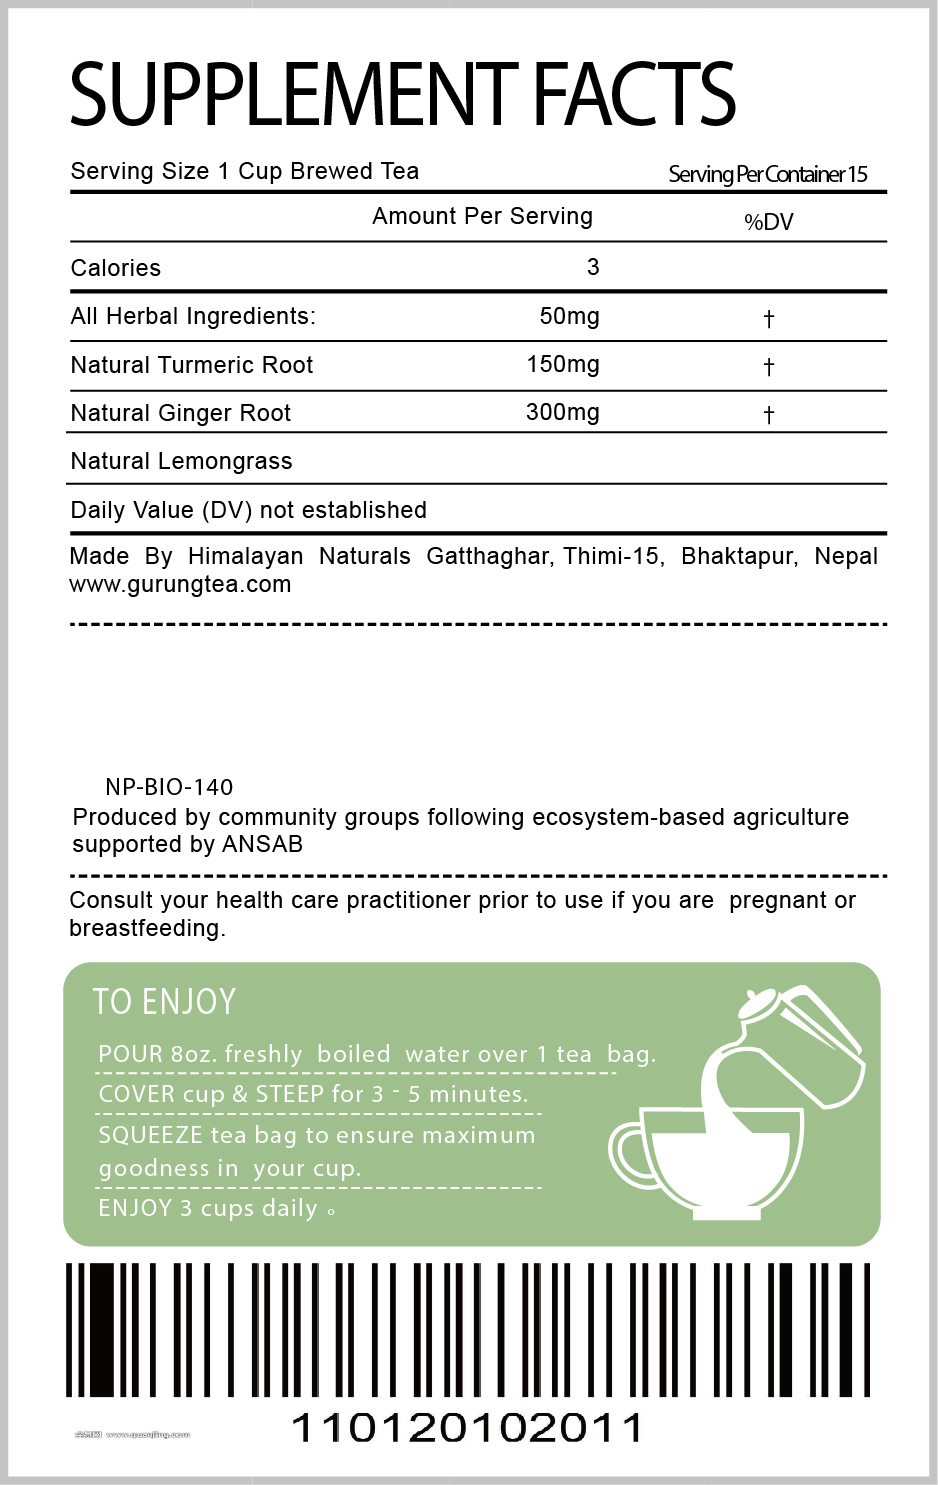 SUPPLEMENT FACTS
Serving Size 1 Cup Brewed Tea Serving Per Container 15
Amount Per Serving %DV
Calories 3
All Herbal Ingredients: 50mg †
Natural Turmeric Root 150mg †
Natural Ginger Root 300mg †
Natural Lemongrass
Daily Value (DV) not established
Made By Himalayan Naturals Gatthaghar, Thimi-15, Bhaktapur, Nepal
www.gurungtea.com
NP-BIO-140
Produced by community groups following ecosystem-based agriculture
supported by ANSAB
Consult your health care practitioner prior to use if you are pregnant or
breastfeeding.
TO ENJOY
POUR 8oz. freshly boiled water over 1 tea bag.
COVER cup & STEEP for 3 - 5 minutes.
SQUEEZE tea bag to ensure maximum
goodness in your cup.
ENJOY 3 cups daily 。
110120102011
www.quanjing.com